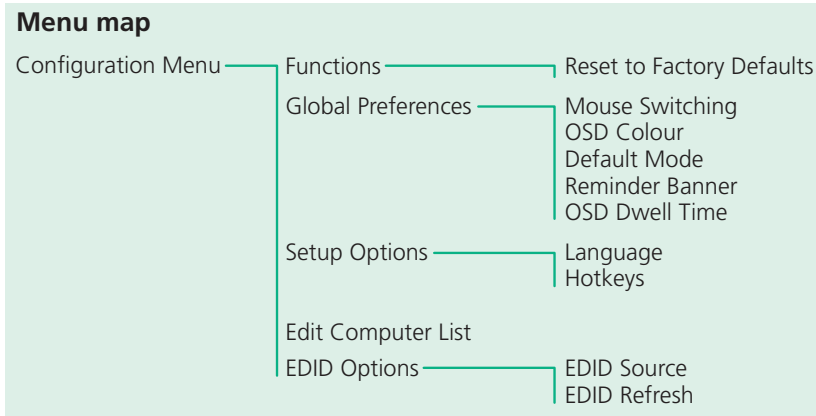 Menu map
Configuration Menu Functions Reset to Factory Defaults
Global Preferences Mouse Switching
OSD Colour
Default Mode
Reminder Banner
OSD Dwell Time
Setup Options Language
Hotkeys
Edit Computer List
EDID Options EDID Source
EDID Refresh